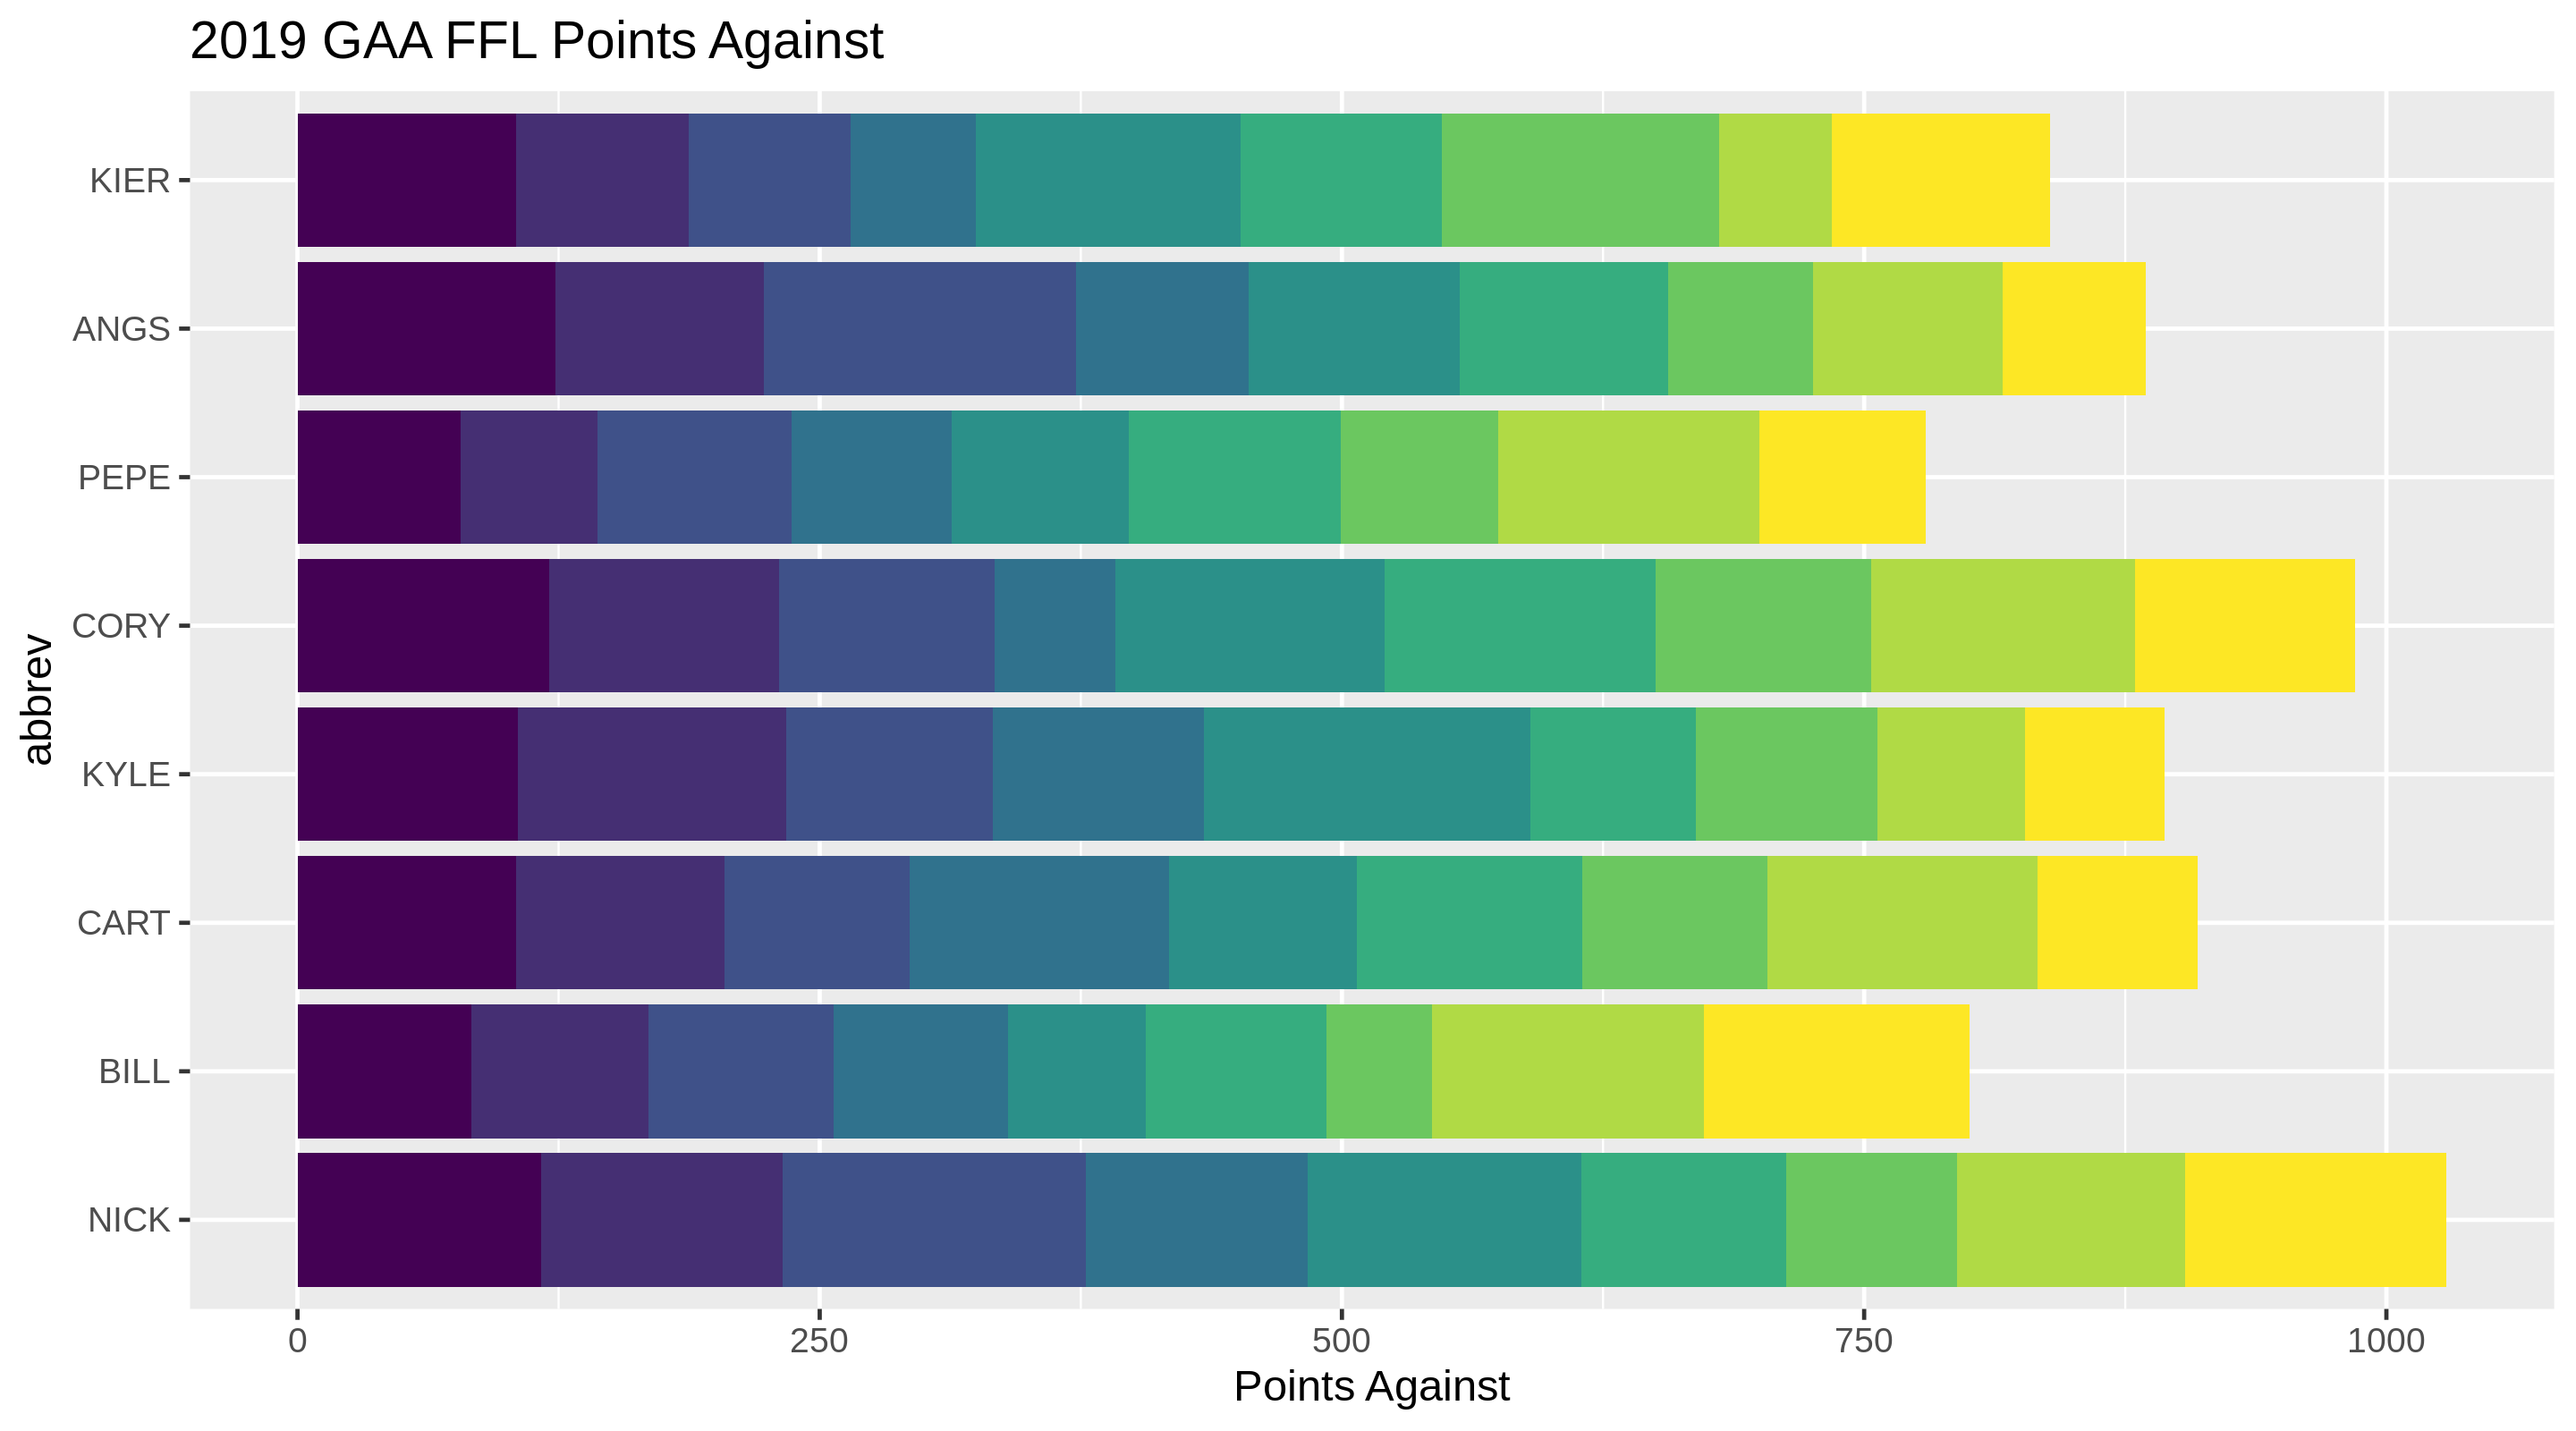 2019 GAA FFL Points Against
abbrev
KIER
ANGS
PEPE
CORY
KYLE
CART
BILL
NICK
0 250 500 750 1000
Points Against